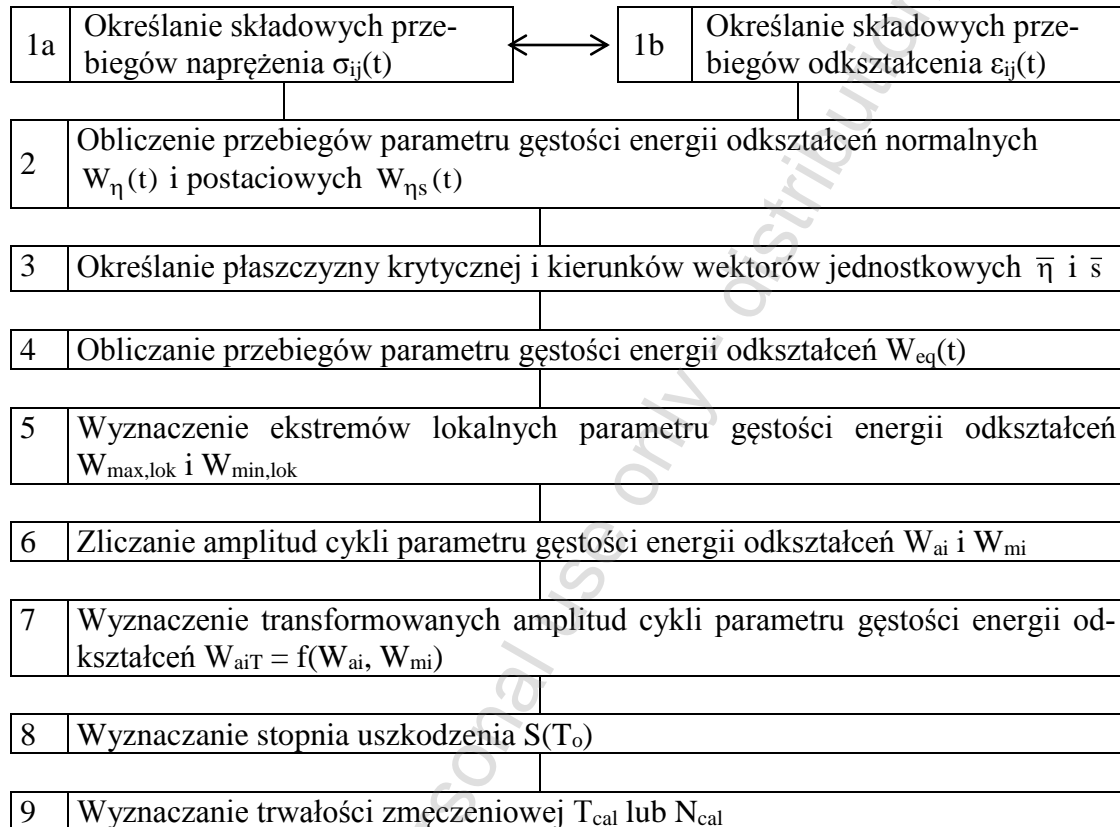 1a
Określanie składowych prze-
biegów naprężenia σij(t)
1b
Określanie składowych prze-
biegów odkształcenia εij(t)
2
Obliczenie przebiegów parametru gęstości energii odkształceń normalnych
Wη(t) i postaciowych Wηs(t)
3 Określanie płaszczyzny krytycznej i kierunków wektorów jednostkowych η̅ i s̅
4 Obliczanie przebiegów parametru gęstości energii odkształceń Weq(t)
5 Wyznaczenie ekstremów lokalnych parametru gęstości energii odkształceń
Wmax,lok i Wmin,lok
6 Zliczanie amplitud cykli parametru gęstości energii odkształceń Wai i Wmi
7 Wyznaczenie transformowanych amplitud cykli parametru gęstości energii od-
kształceń WaiT = f(Wai, Wmi)
8 Wyznaczanie stopnia uszkodzenia S(To)
9 Wyznaczanie trwałości zmęczeniowej Tcal lub Ncal
use only - distribution